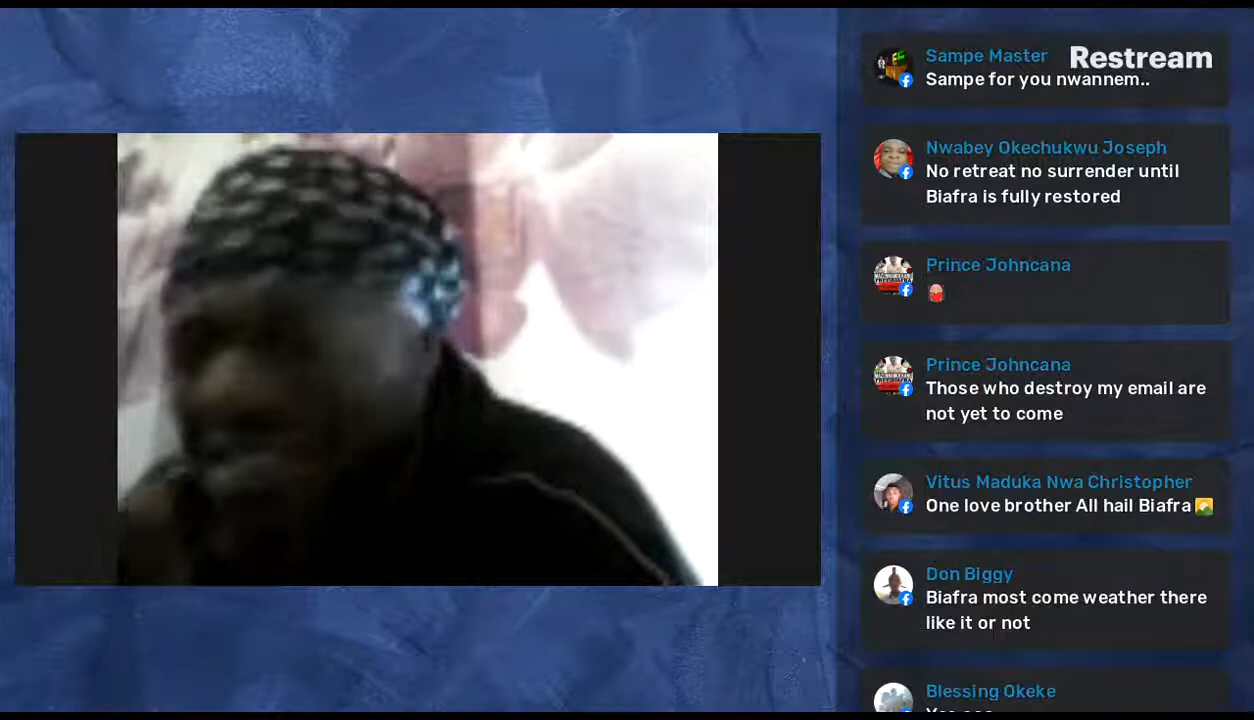 Restream
Sampe Master
Sampe for you nwannem..
Nwabey Okechukwu Joseph
No retreat no surrender until
Biafra is fully restored
Prince Johncana
Prince Johncana
Those who destroy my email are
not yet to come
Vitus Maduka Nwa Christopher
One love brother All hail Biafra
Don Biggy
Biafra most come weather there
like it or not
Blessing Okeke